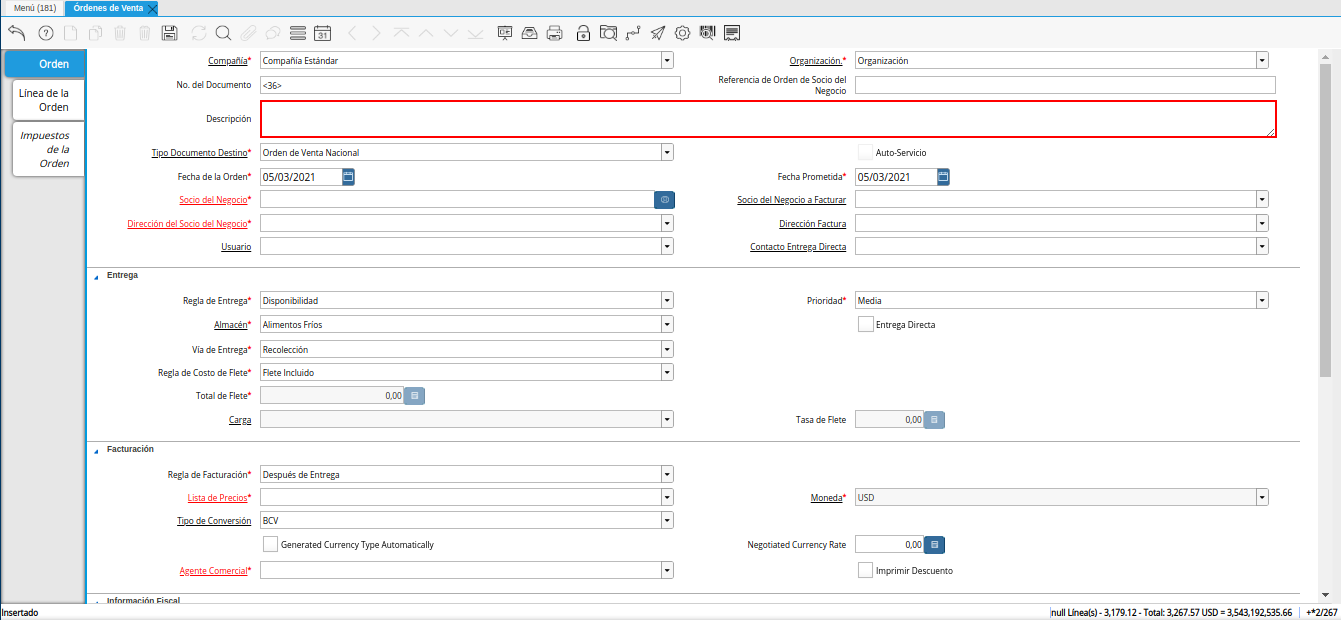 Menú (181)
Órdenes de Venta
31
Orden
Línea de la
Orden
Impuestos
de la
Orden
Compañía* Compañía Estándar
Organización.* Organización
No. del Documento <36>
Referencia de Orden de Socio del
Negocio
Descripción
Tipo Documento Destino* Orden de Venta Nacional
Auto-Servicio
Fecha de la Orden* 05/03/2021
Fecha Prometida* 05/03/2021
Socio del Negocio*
Socio del Negocio a Facturar
Dirección del Socio del Negocio*
Dirección Factura
Usuario
Contacto Entrega Directa
Entrega
Regla de Entrega* Disponibilidad
Prioridad* Media
Almacén* Alimentos Fríos
Entrega Directa
Vía de Entrega* Recolección
Regla de Costo de Flete* Flete Incluido
Total de Flete* 0,00
Carga
Tasa de Flete 0,00
Facturación
Regla de Facturación* Después de Entrega
Lista de Precios*
Moneda* USD
Tipo de Conversión BCV
Generated Currency Type Automatically
Negotiated Currency Rate 0,00
Agente Comercial*
Imprimir Descuento
Información Fiscal
Insertado
null Línea(s) - 3,179.12 - Total: 3,267.57 USD = 3,543,192,535.66
+*2/267